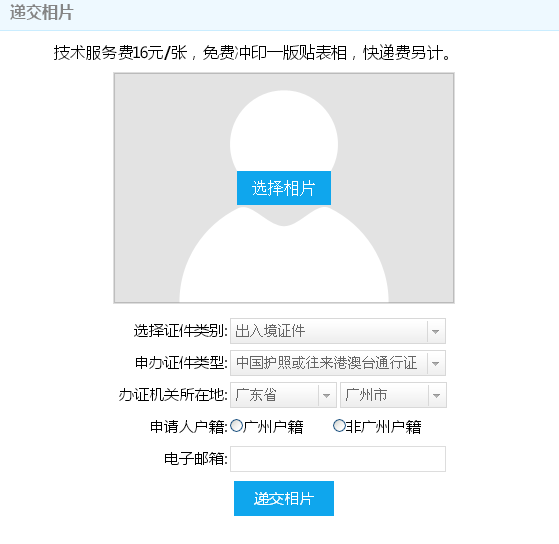 递交相片
技术服务费16元/张，免费冲印一版贴表相，快递费另计。
选择相片
选择证件类别: 出入境证件
申办证件类型: 中国护照或往来港澳台通行证
办证机关所在地: 广东省 广州市
申请人户籍: 广州户籍 非广州户籍
电子邮箱:
递交相片